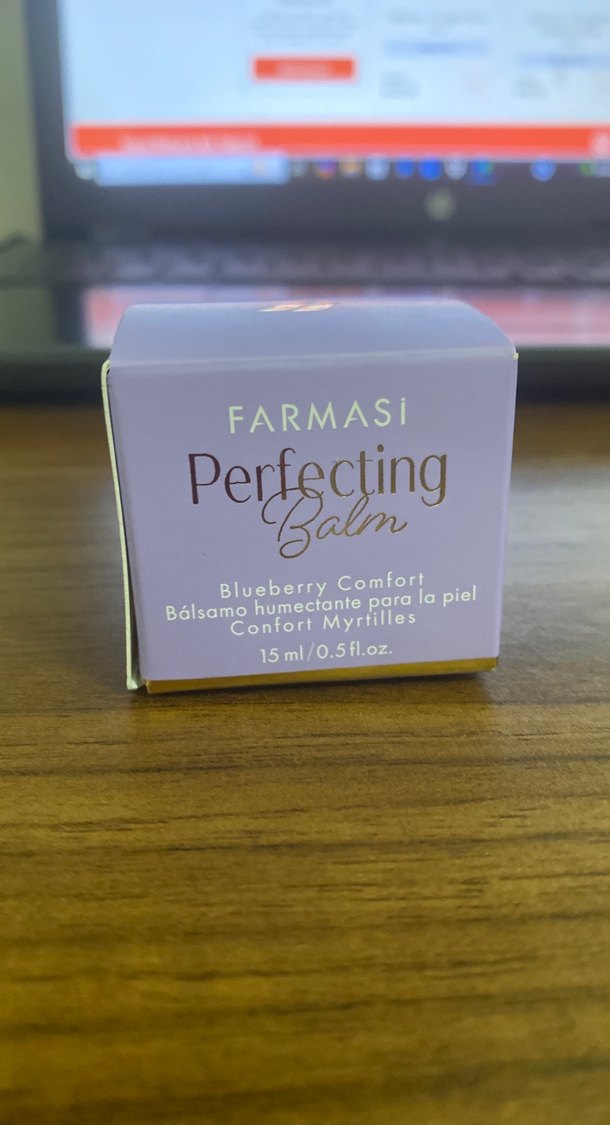 FARMASi
Perfecting
Balm
Blueberry Comfort
Bálsamo humectante para la piel
Confort Myrtilles
15 ml/0.5 fl.oz.